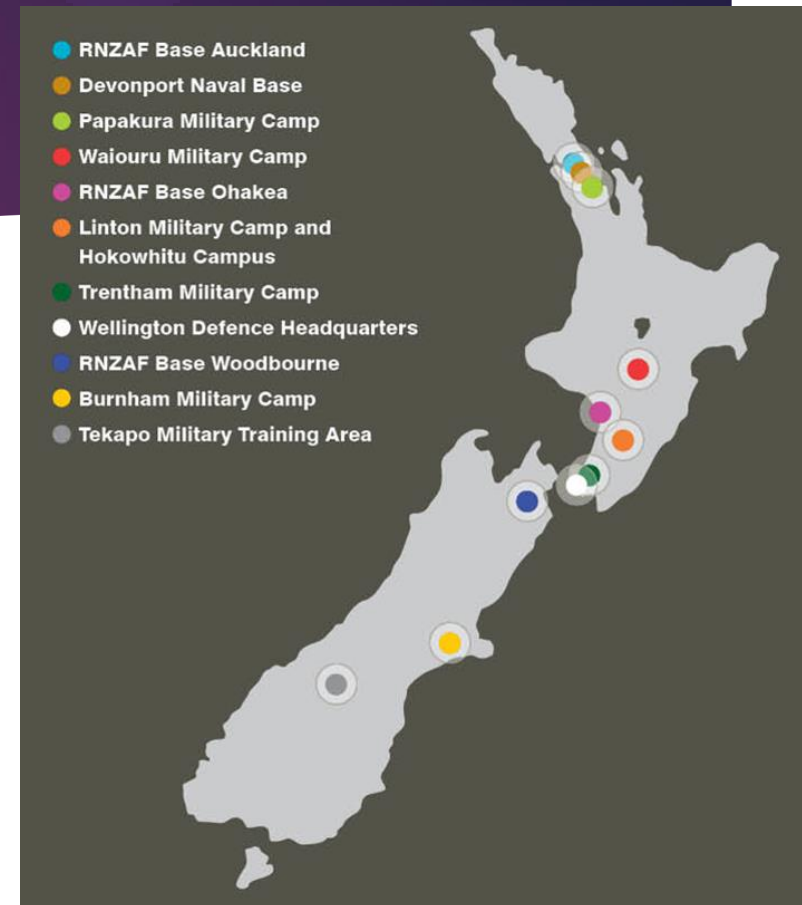 RNZAF Base Auckland
Devonport Naval Base
Papakura Military Camp
Waiouru Military Camp
RNZAF Base Ohakea
Linton Military Camp and
Hokowhitu Campus
Trentham Military Camp
Wellington Defence Headquarters
RNZAF Base Woodbourne
Burnham Military Camp
Tekapo Military Training Area